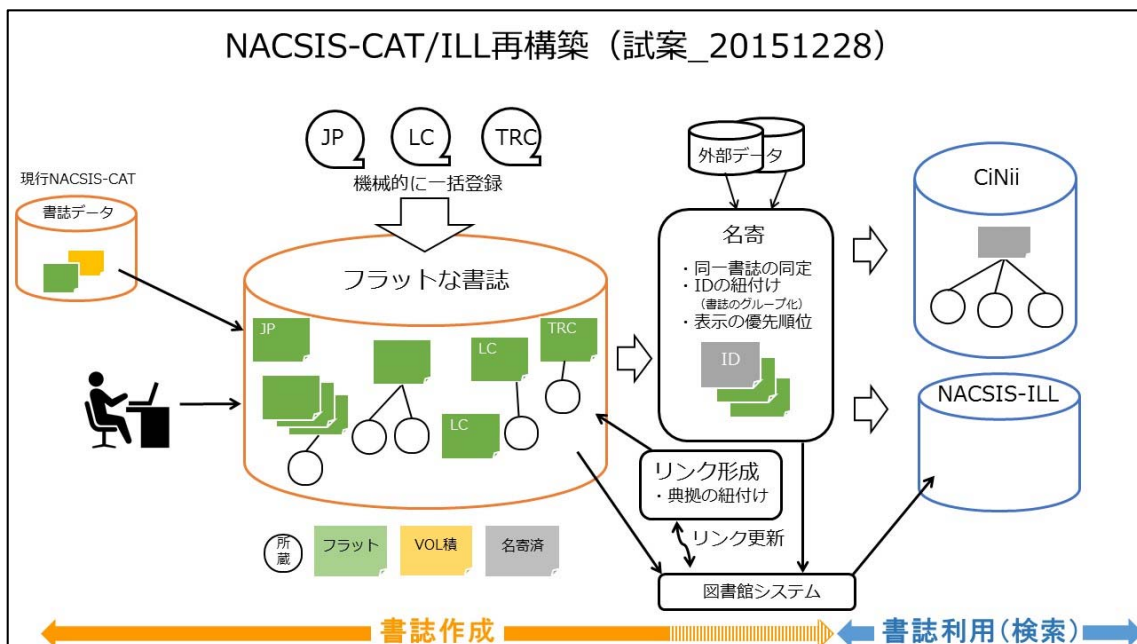 NACSIS-CAT/ILL再構築（試案_20151228）
JP
LC
TRC
機械的に一括登録
現行NACSIS-CAT
書誌データ
フラットな書誌
JP
LC
TRC
LC
外部データ
名寄
・同一書誌の同定
・IDの紐付け
（書誌のグループ化）
・表示の優先順位
ID
CiNii
NACSIS-ILL
リンク形成
・典拠の紐付け
リンク更新
図書館システム
所蔵
フラット
VOL積
名寄済
書誌作成
書誌利用(検索)